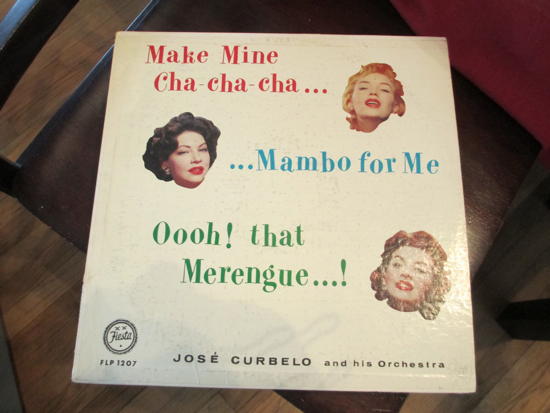 Make Mine
Cha-cha-cha...
...Mambo for Me
Oooh! that
Merengue...!
XX
Fiesta
FLP 1207
JOSÉ CURBELO and his Orchestra